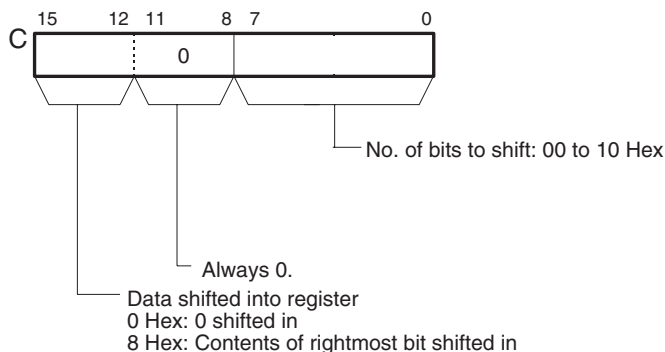 15 12 11 8 7 0
C
0
No. of bits to shift: 00 to 10 Hex
Always 0.
Data shifted into register
0 Hex: 0 shifted in
8 Hex: Contents of rightmost bit shifted in